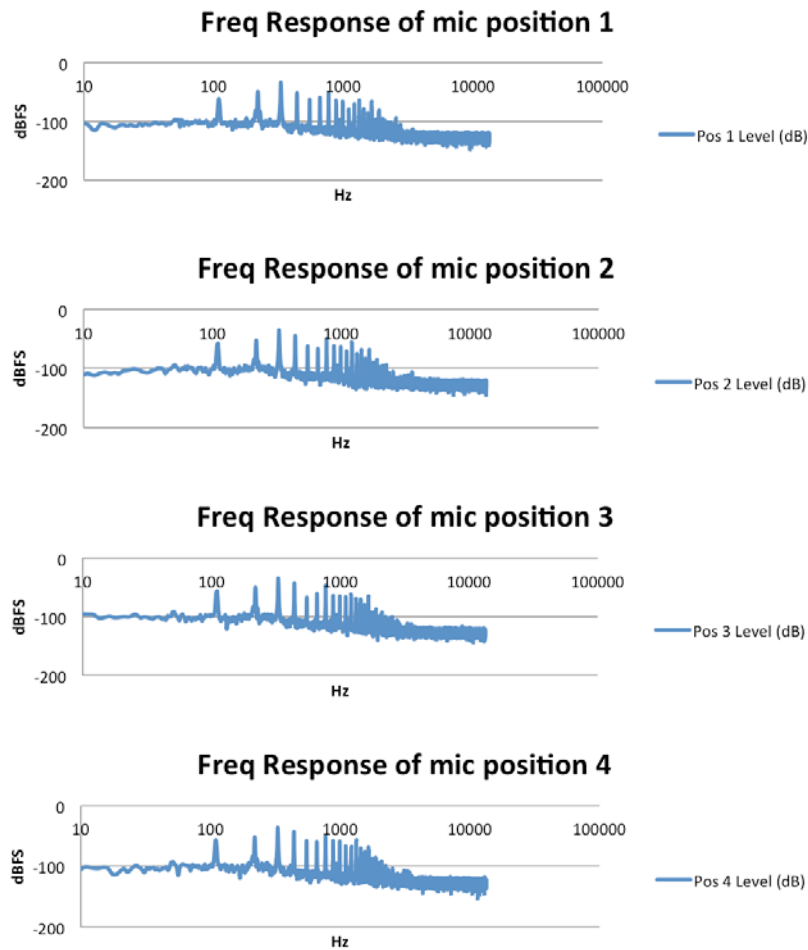 Freq Response of mic position 1
0
10 100 1000 10000 100000
-100
-200
dBFS
Hz
Pos 1 Level (dB)
Freq Response of mic position 2
0
10 100 1000 10000 100000
-100
-200
dBFS
Hz
Pos 2 Level (dB)
Freq Response of mic position 3
0
10 100 1000 10000 100000
-100
-200
dBFS
Hz
Pos 3 Level (dB)
Freq Response of mic position 4
0
10 100 1000 10000 100000
-100
-200
dBFS
Hz
Pos 4 Level (dB)